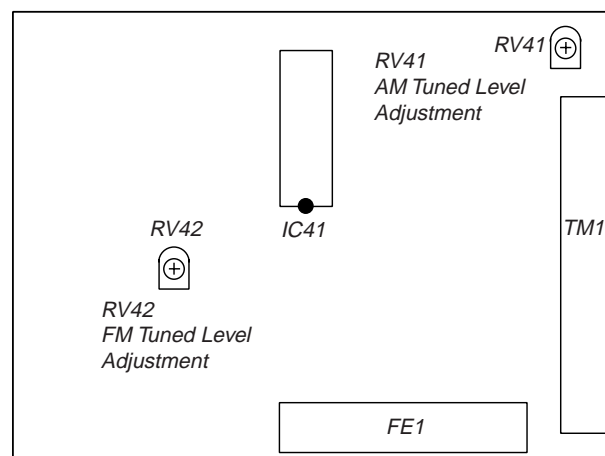 RV41
RV41
AM Tuned Level
Adjustment
RV42
IC41
TM1
RV42
FM Tuned Level
Adjustment
FE1